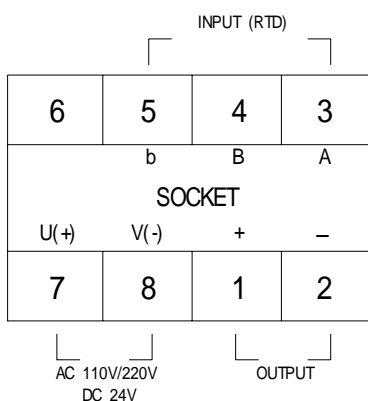 INPUT (RTD)
6 5 4 3
b B A
SOCKET
U(+) V(-) + –
7 8 1 2
AC 110V/220V OUTPUT
DC 24V